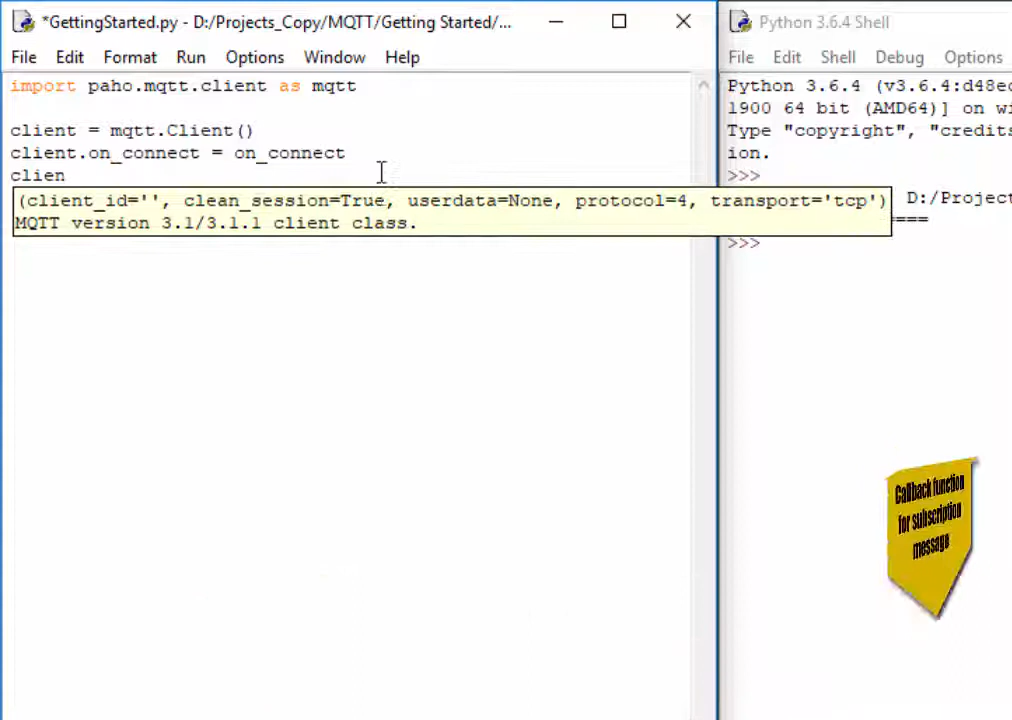 *GettingStarted.py - D:/Projects_Copy/MQTT/Getting Started/...
File Edit Format Run Options Window Help
import paho.mqtt.client as mqtt
client = mqtt.Client()
client.on_connect = on_connect
clien
(client_id='', clean_session=True, userdata=None, protocol=4, transport='tcp')
MQTT version 3.1/3.1.1 client class.
Python 3.6.4 Shell
File Edit Shell Debug Options
Python 3.6.4 (v3.6.4:d48ec
1900 64 bit (AMD64)] on wi
Type "copyright", "credits
ion.
>>>
D:/Project
====
>>>
Callback function
for subscription
message